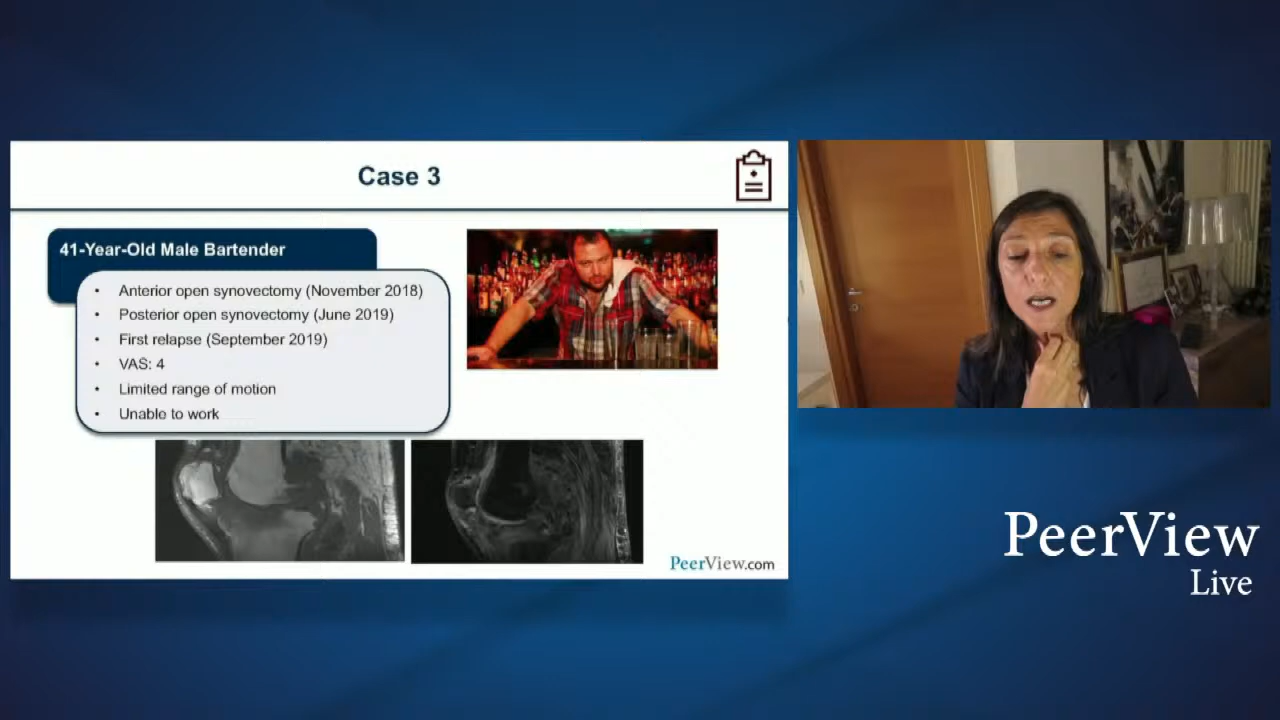 Case 3
41-Year-Old Male Bartender
• Anterior open synovectomy (November 2018)
• Posterior open synovectomy (June 2019)
• First relapse (September 2019)
• VAS: 4
• Limited range of motion
• Unable to work
PeerView.com
PeerView
Live